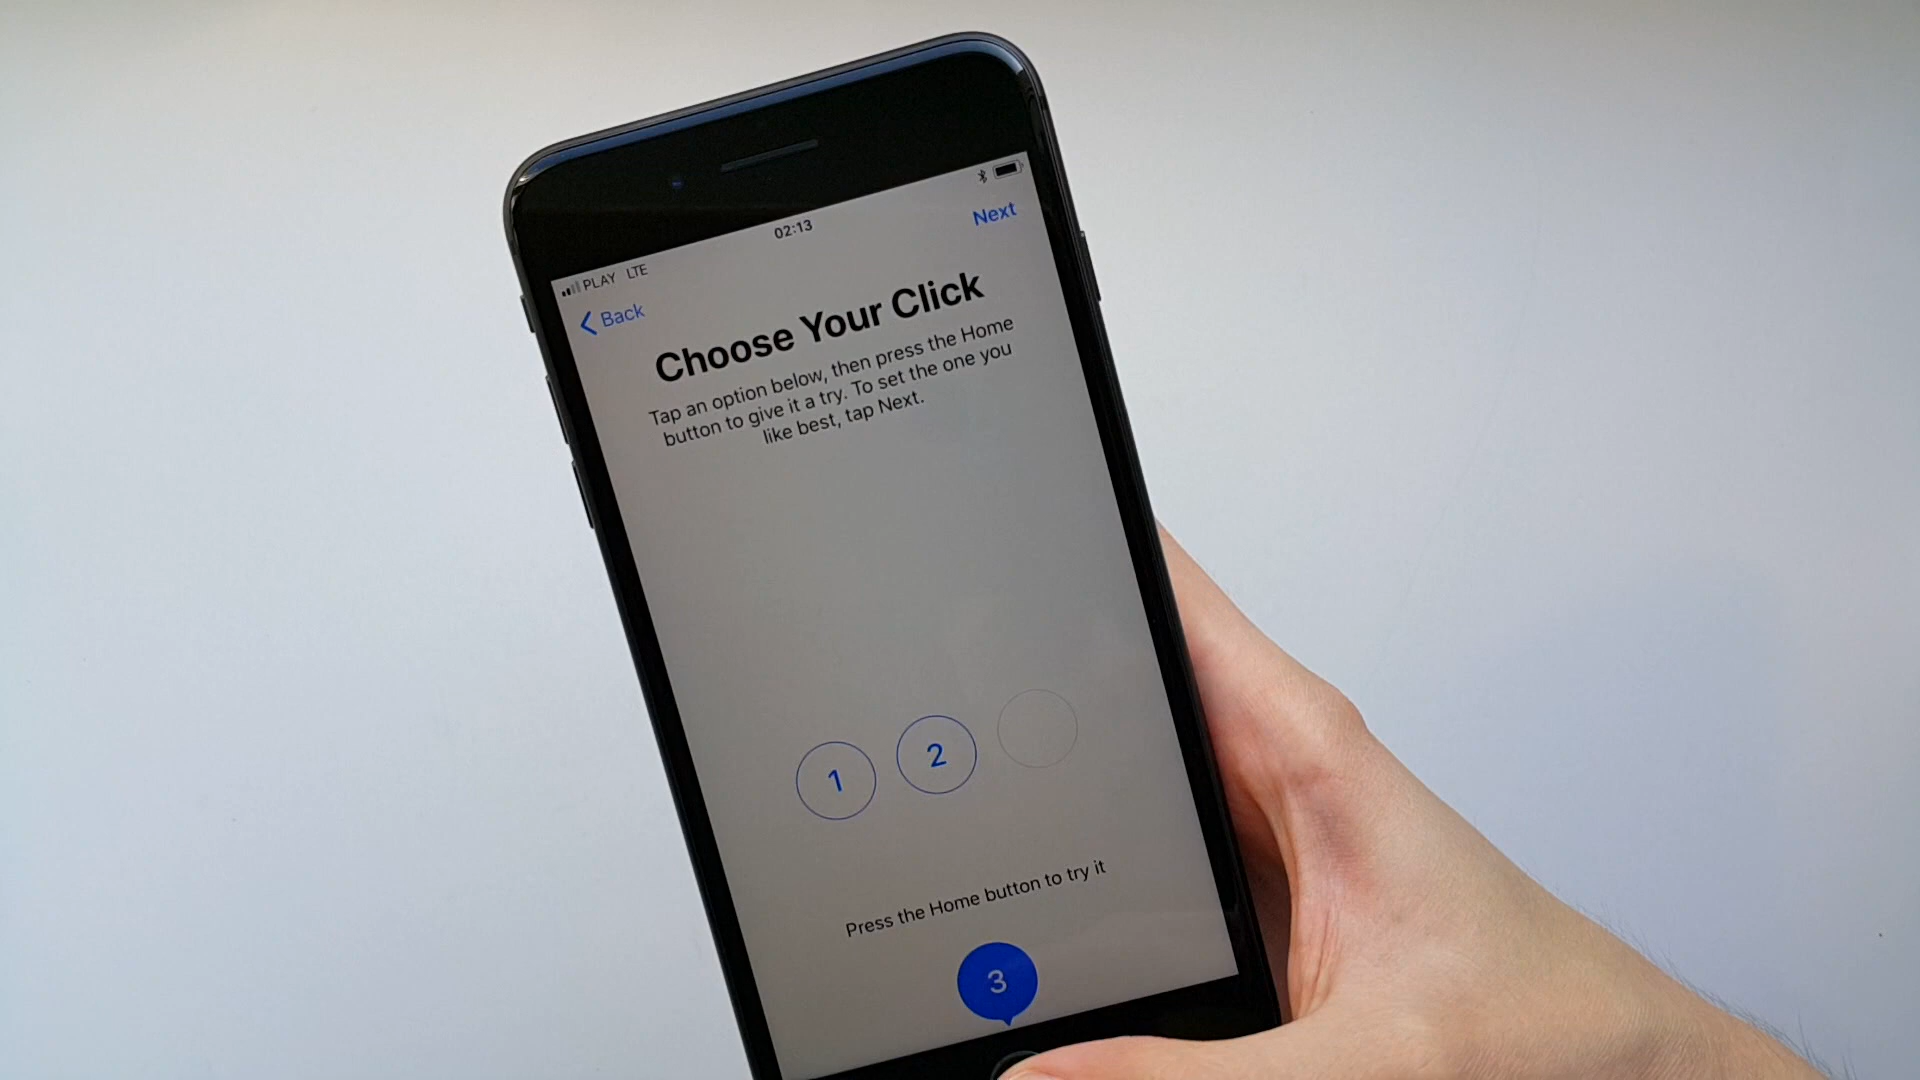 PLAY LTE
02:13
Back
Next
Choose Your Click
Tap an option below, then press the Home
button to give it a try. To set the one you
like best, tap Next.
1
2
Press the Home button to try it
3